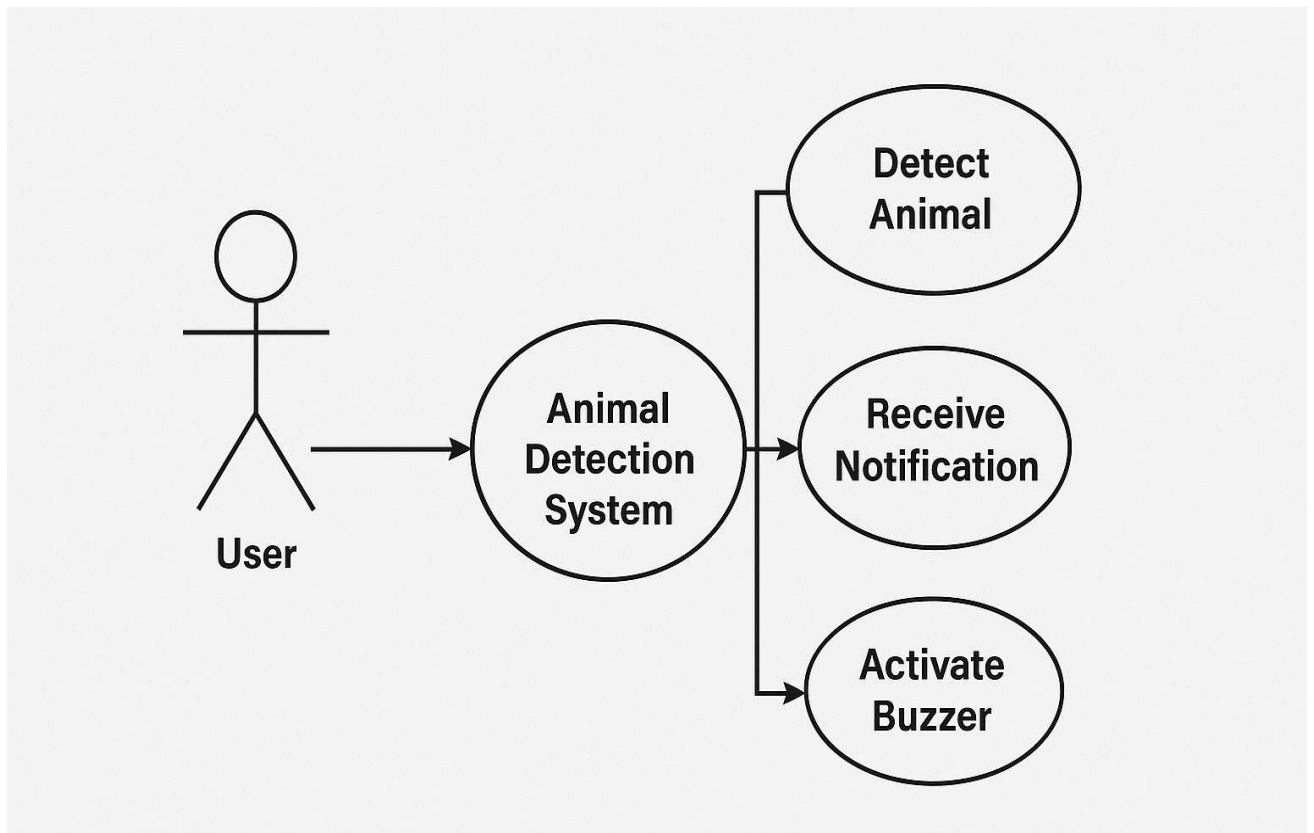 User
Animal
Detection
System
Detect
Animal
Receive
Notification
Activate
Buzzer